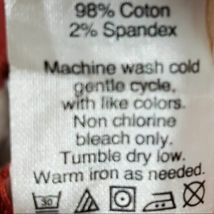 98% Coton
2% Spandex
Machine wash cold
gentle cycle,
with like colors.
Non chlorine
bleach only.
Tumble dry low.
Warm iron as needed.
30